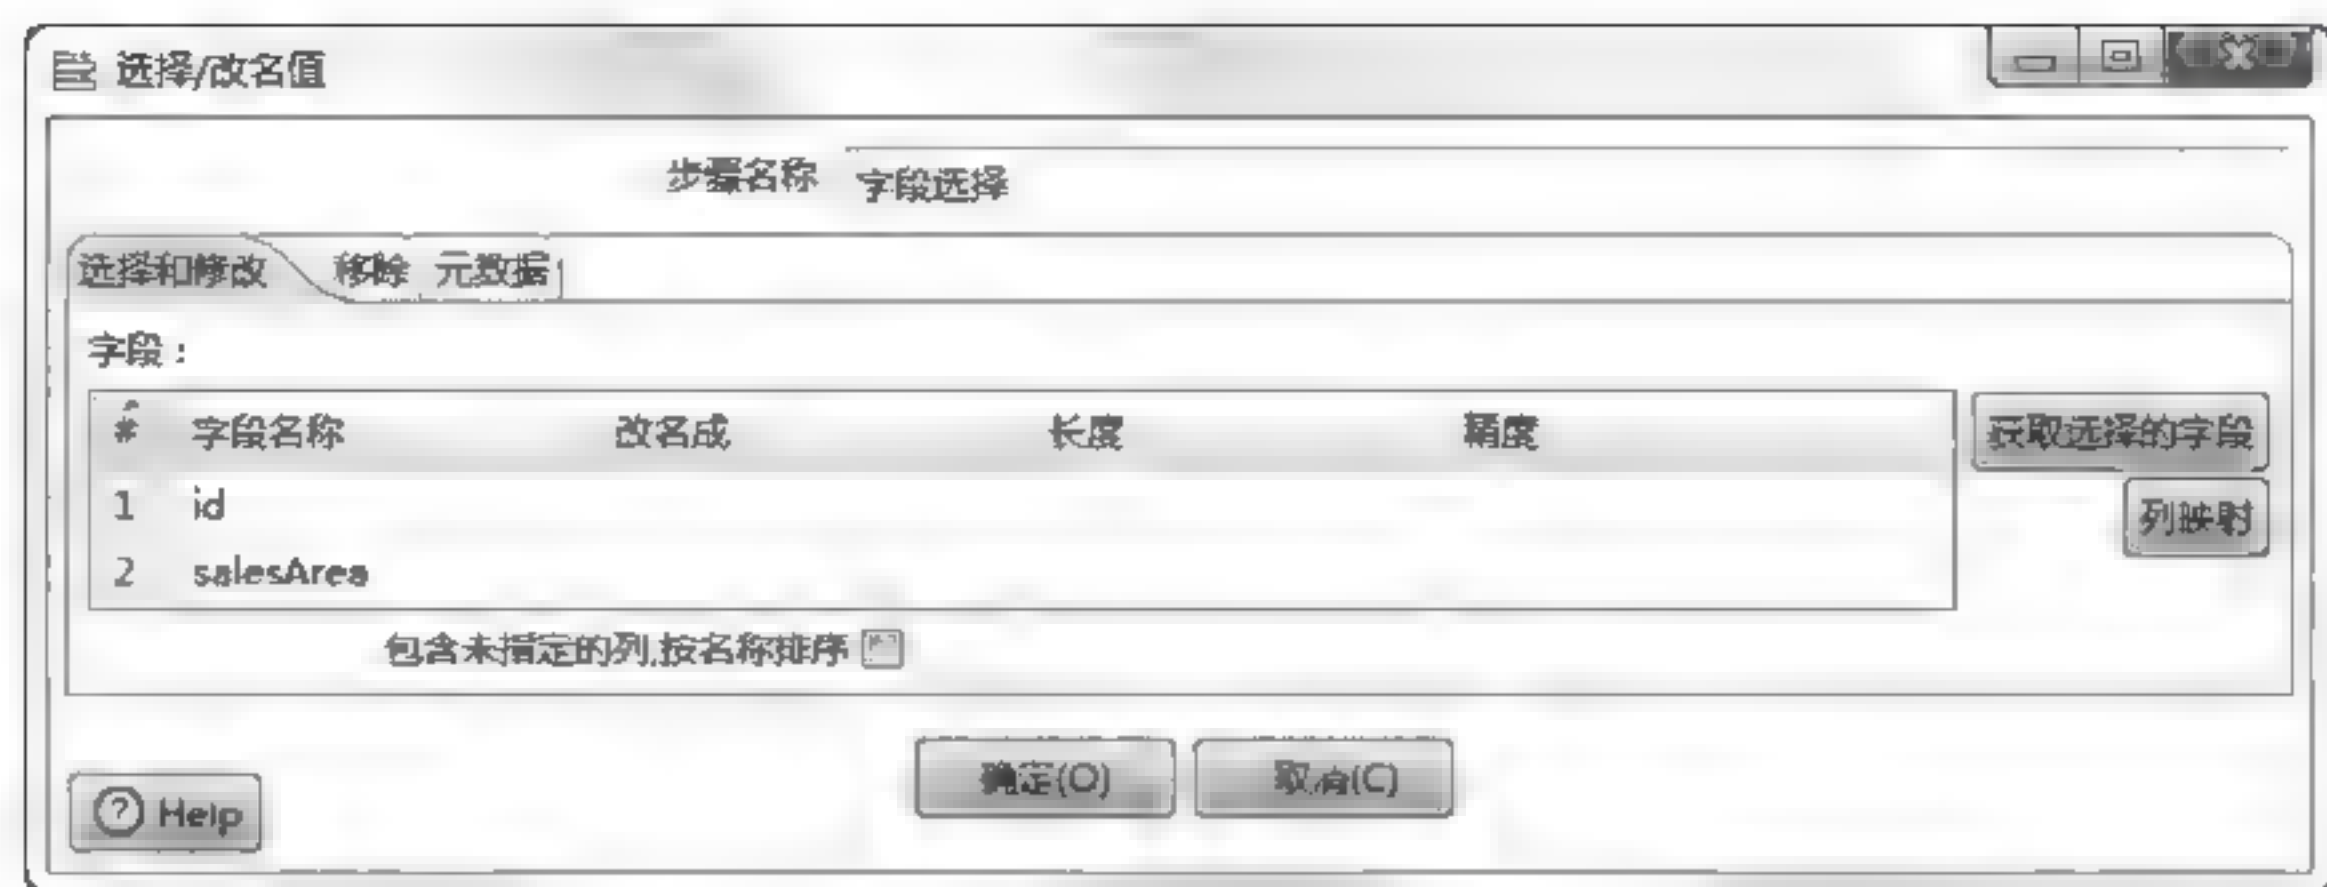 选择/改名值
步骤名称 字段选择
选择和修改 移除 元数据
字段：
# 字段名称 改名成 长度 精度 获取选择的字段
1 id
列映射
2 salesArea
包含未指定的列,按名称排序
确定(O) 取消(C)
Help